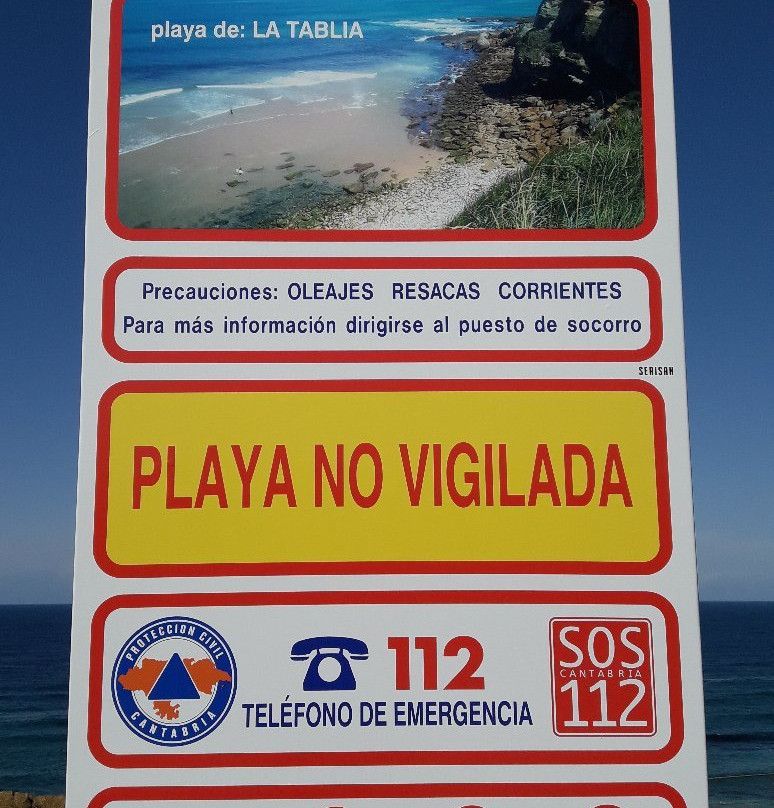 playa de: LA TABLIA
Precauciones: OLEAJES RESACAS CORRIENTES
Para más información dirigirse al puesto de socorro
SERISAN
PLAYA NO VIGILADA
PROTECCION CIVIL
CANTABRIA
112
TELÉFONO DE EMERGENCIA
SOS
CANTABRIA
112